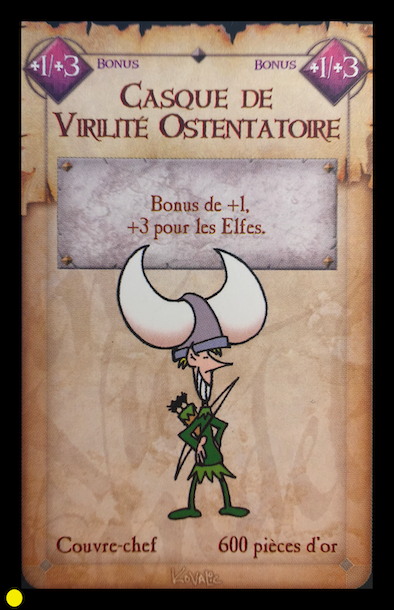 +1/+3 BONUS BONUS +1/+3
CASQUE DE
VIRILITÉ OSTENTATOIRE
Bonus de +1,
+3 pour les Elfes.
Couvre-chef 600 pièces d'or
KOVALIC